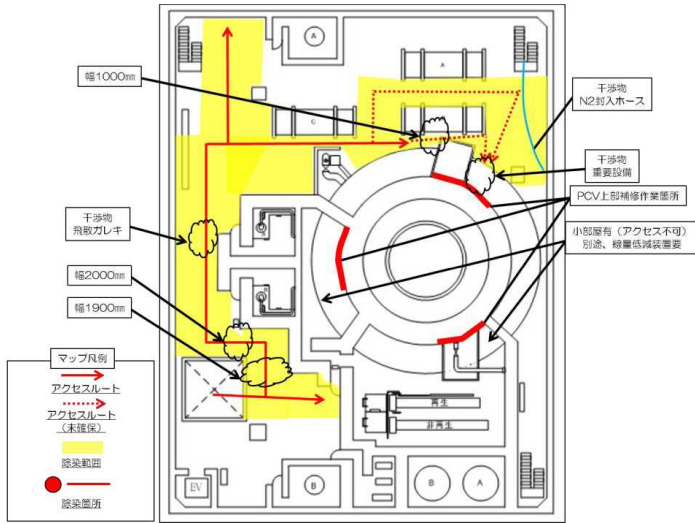 幅1000㎜
A
A
C
干渉物
N2封入ホース
干渉物
重要設備
PCV上部補修作業箇所
小部屋有(アクセス不可)
別途、線量低減装置要
干渉物
飛散ガレキ
幅2000㎜
幅1900㎜
マップ凡例
アクセスルート
アクセスルート
(未確保)
除染範囲
除染箇所
再生
非再生
EV
B
B
A